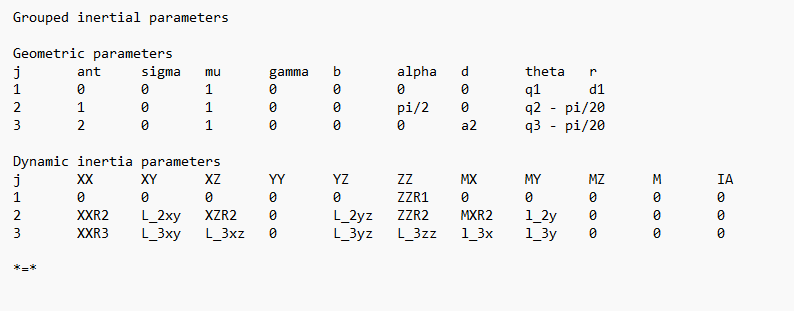 Grouped inertial parameters
Geometric parameters
j ant sigma mu gamma b alpha d theta r
1 0 0 1 0 0 0 0 q1 d1
2 1 0 1 0 0 pi/2 0 q2 - pi/20
3 2 0 1 0 0 0 a2 q3 - pi/20
Dynamic inertia parameters
j XX XY XZ YY YZ ZZ MX MY MZ M IA
1 0 0 0 0 0 ZZR1 0 0 0 0 0
2 XXR2 L_2xy XZR2 0 L_2yz ZZR2 MXR2 l_2y 0 0 0
3 XXR3 L_3xy L_3xz 0 L_3yz L_3zz l_3x l_3y 0 0 0
*=*